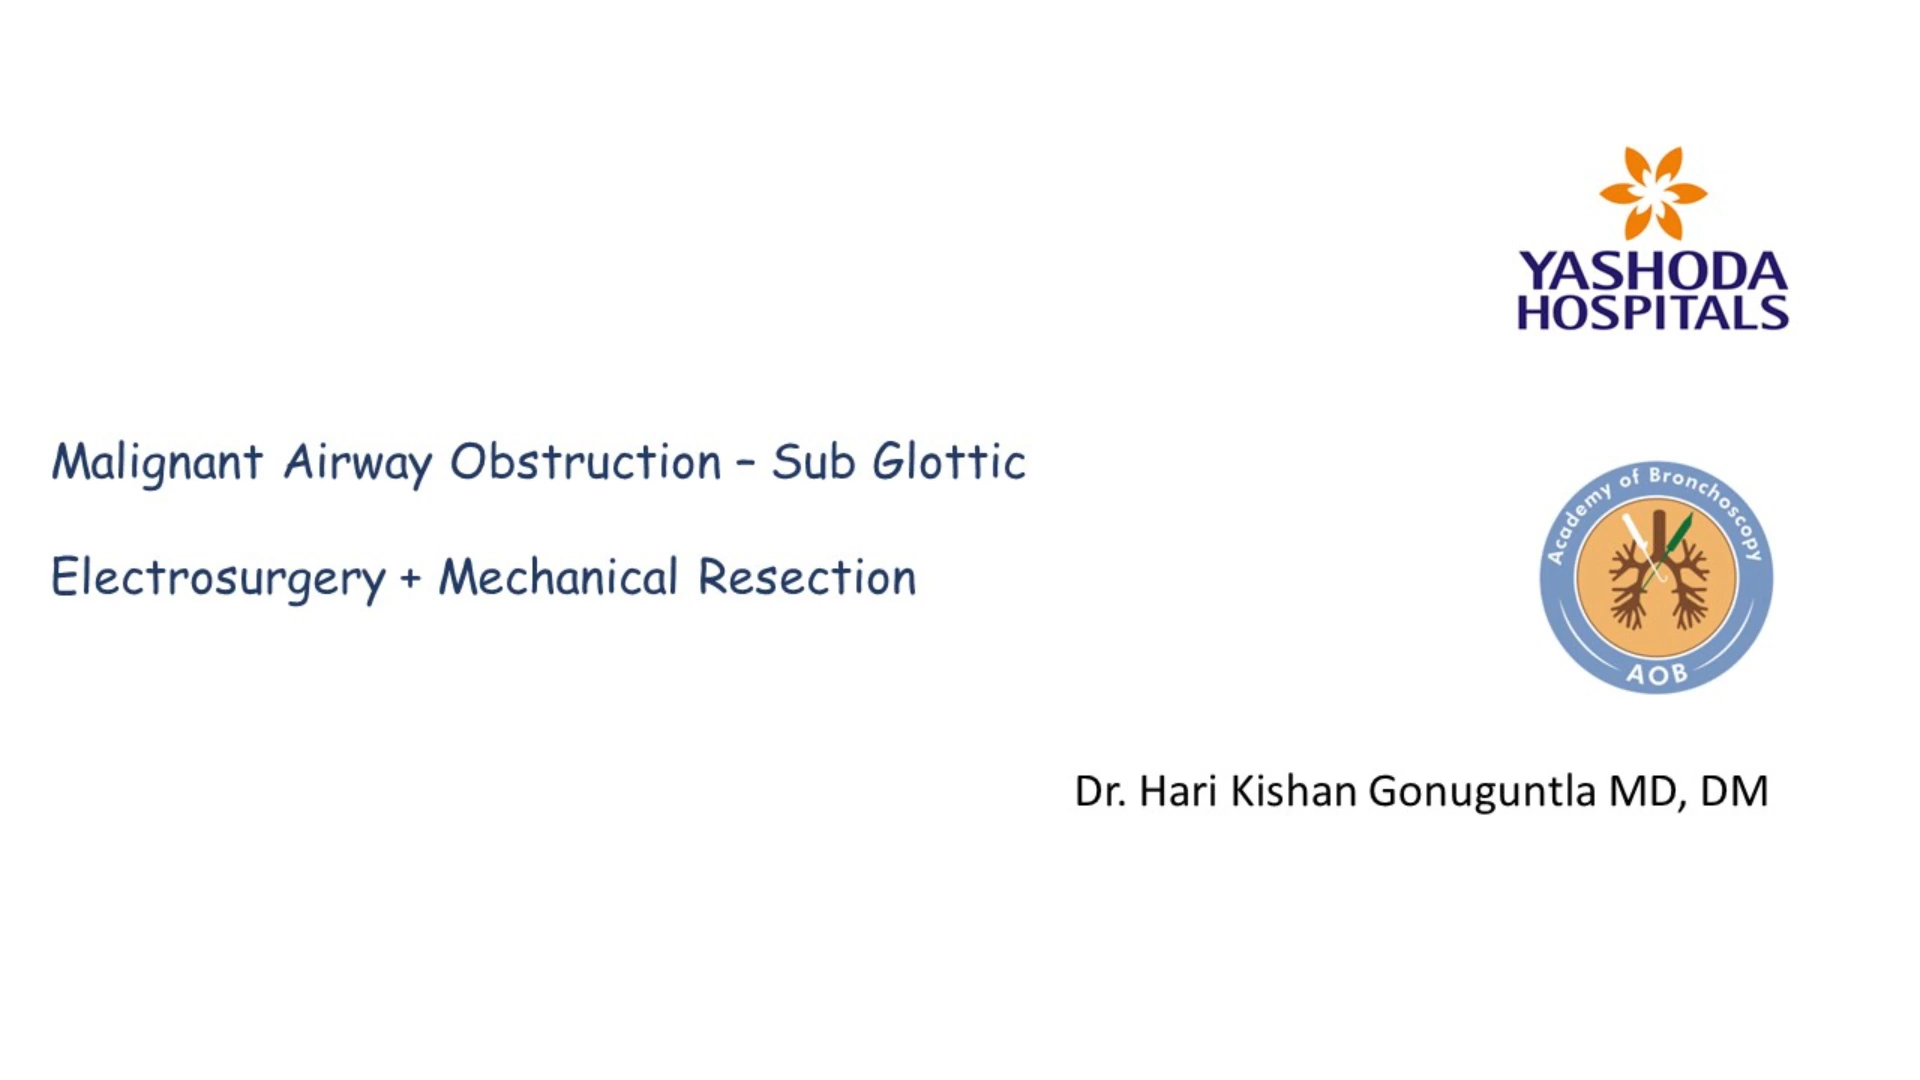 YASHODA
HOSPITALS
Malignant Airway Obstruction – Sub Glottic
Electrosurgery + Mechanical Resection
Academy of Bronchoscopy
AOB
Dr. Hari Kishan Gonuguntla MD, DM